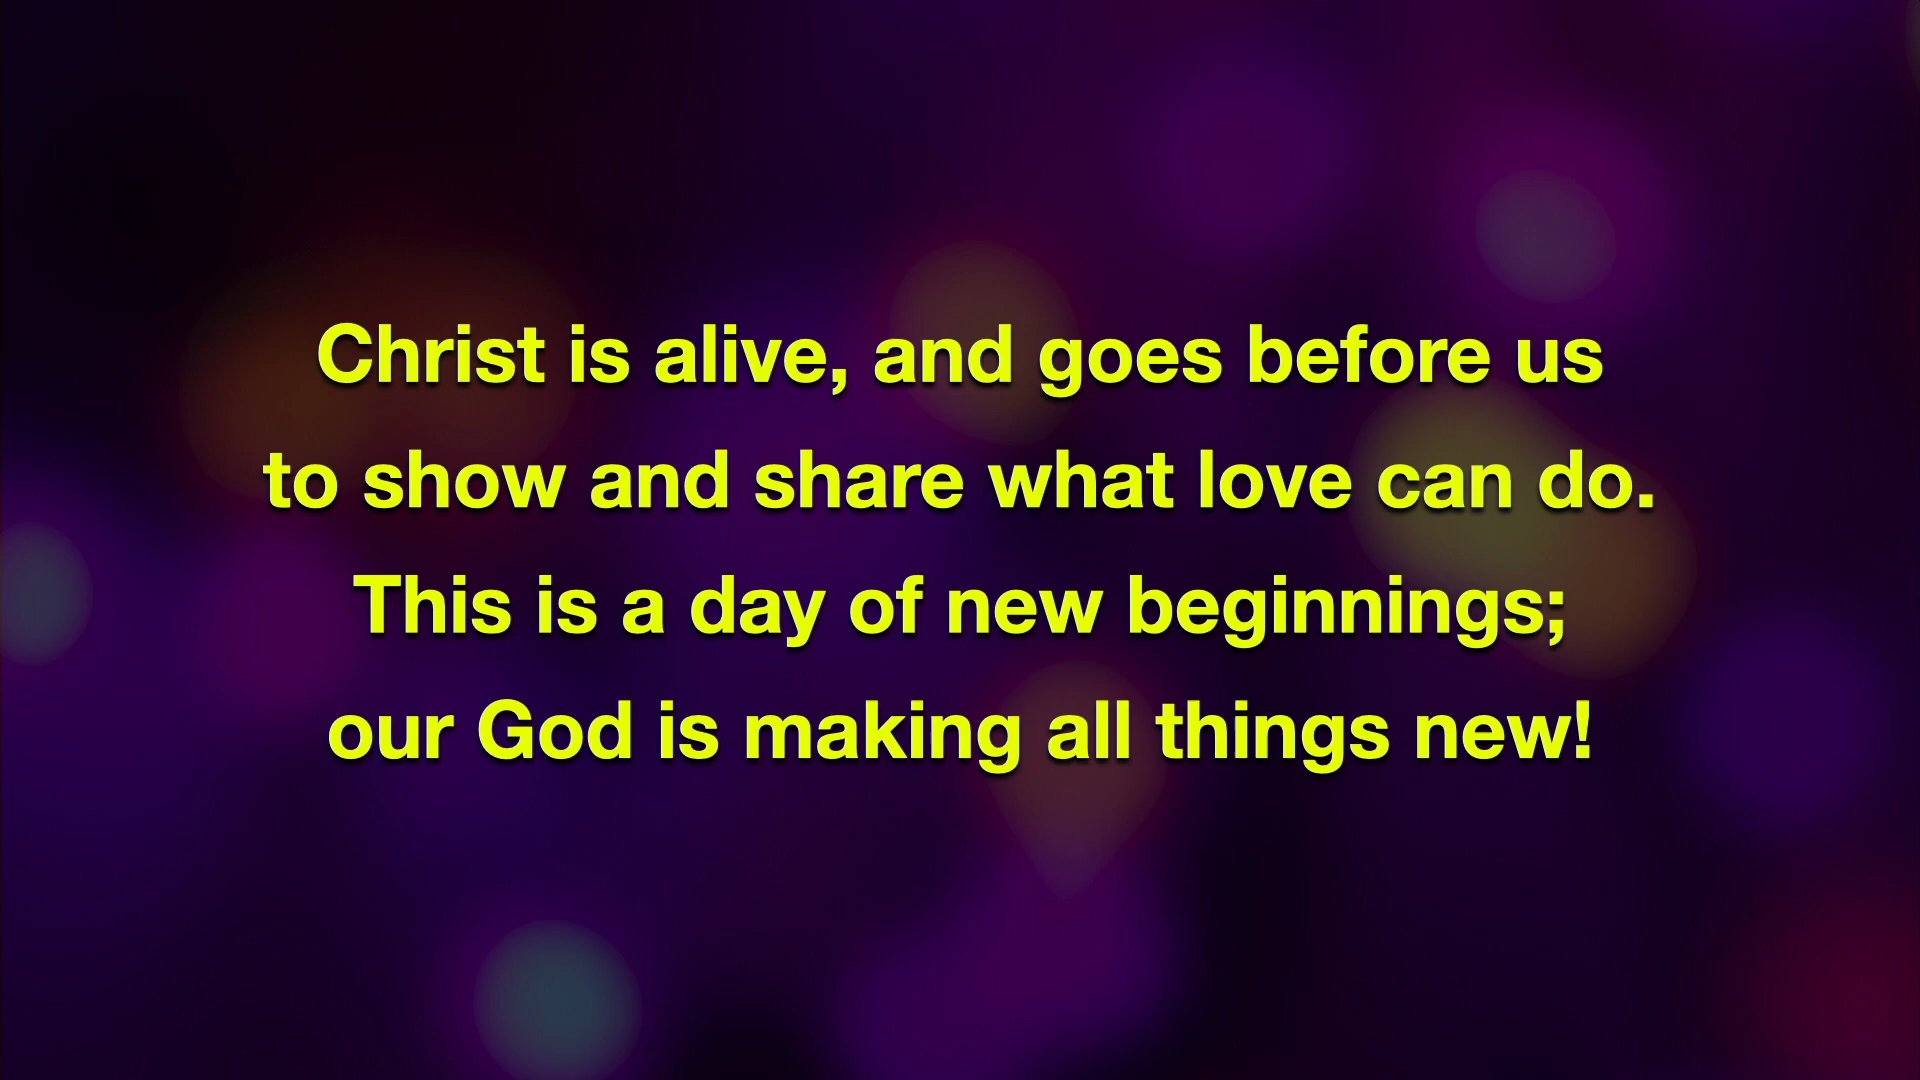 Christ is alive, and goes before us
to show and share what love can do.
This is a day of new beginnings;
our God is making all things new!